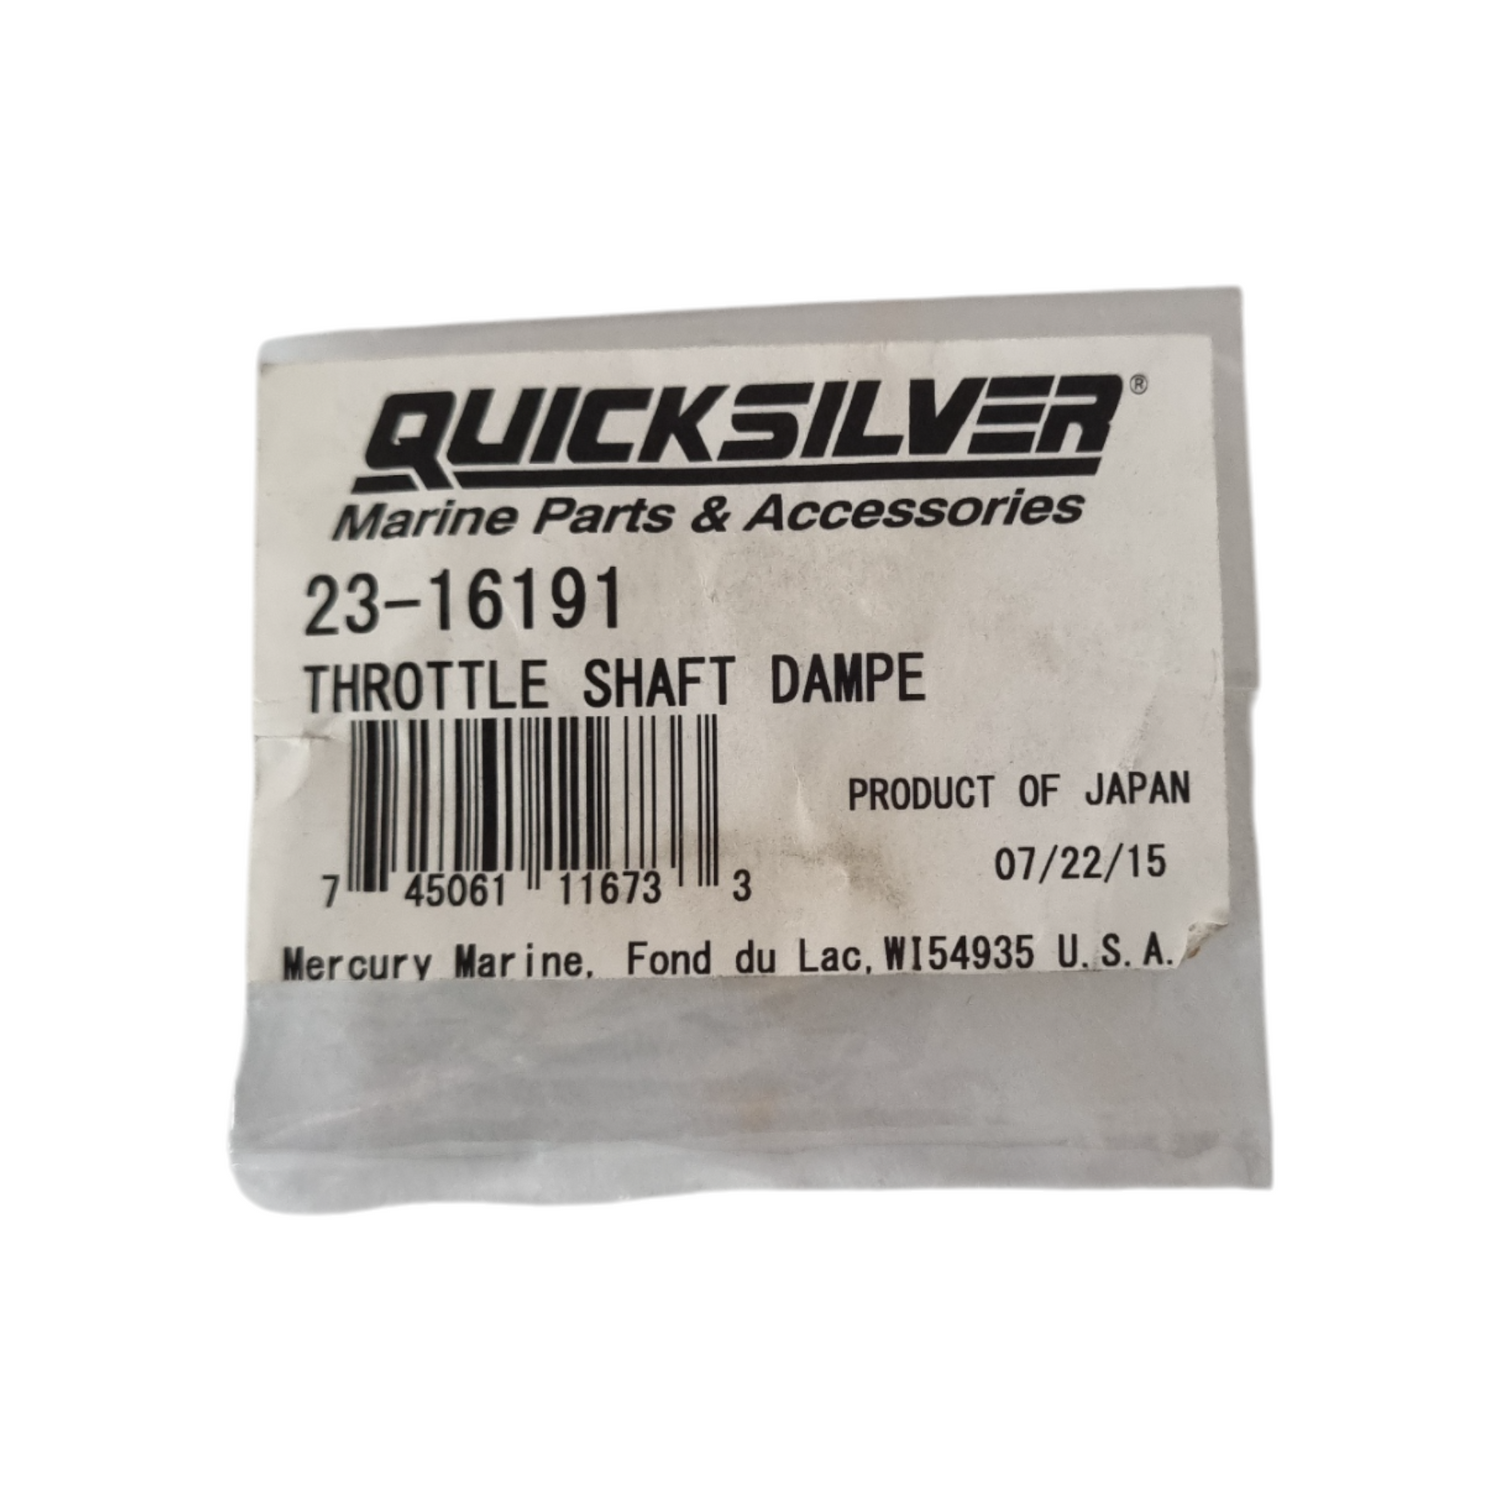 QUICKSILVER®
Marine Parts & Accessories
23-16191
THROTTLE SHAFT DAMPE
PRODUCT OF JAPAN
07/22/15
7 45061 11673 3
Mercury Marine, Fond du Lac, WI54935 U.S.A.